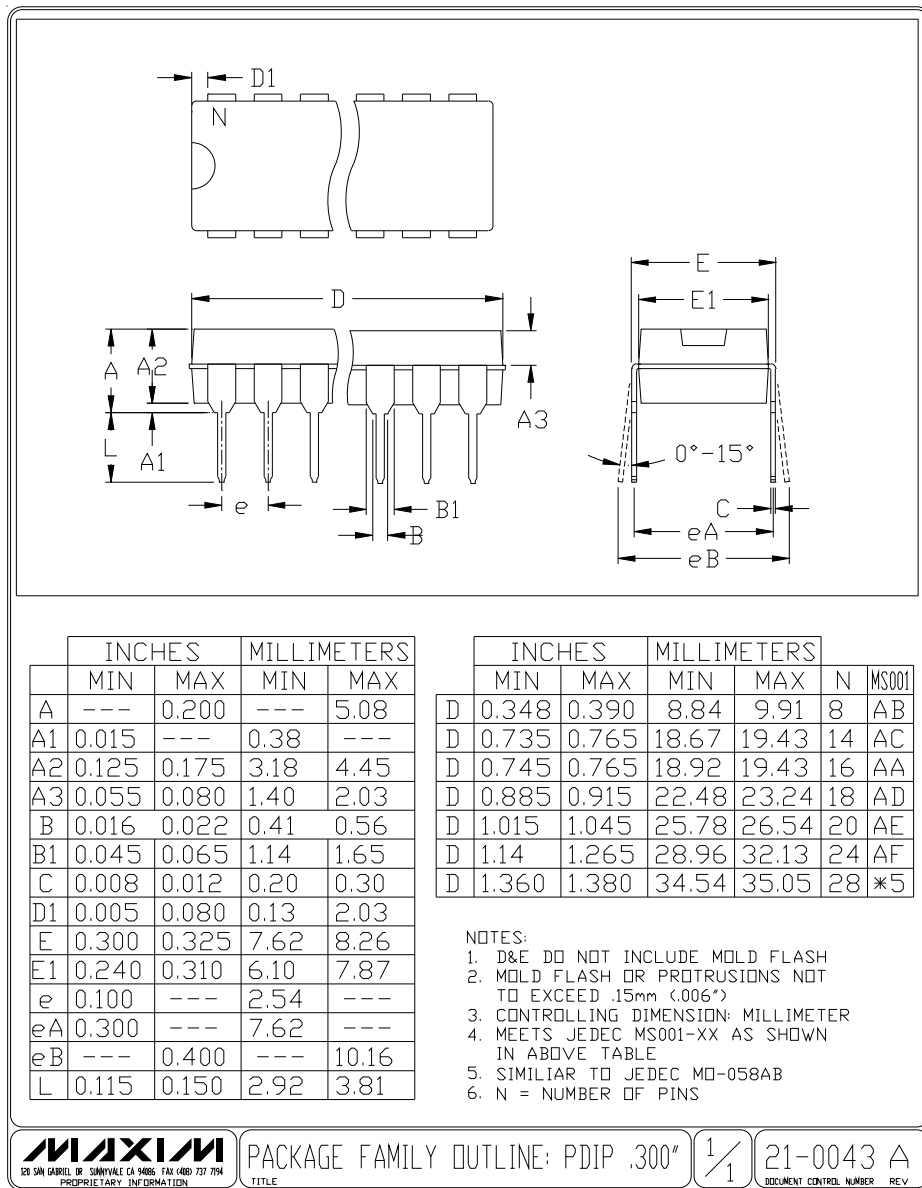 D1
N
D
E
E1
A
A2
A3
L
A1
0°-15°
e
B1
B
C
eA
eB
INCHES MILLIMETERS
MIN MAX MIN MAX
A --- 0.200 --- 5.08
A1 0.015 --- 0.38 ---
A2 0.125 0.175 3.18 4.45
A3 0.055 0.080 1.40 2.03
B 0.016 0.022 0.41 0.56
B1 0.045 0.065 1.14 1.65
C 0.008 0.012 0.20 0.30
D1 0.005 0.080 0.13 2.03
E 0.300 0.325 7.62 8.26
E1 0.240 0.310 6.10 7.87
e 0.100 --- 2.54 ---
eA 0.300 --- 7.62 ---
eB --- 0.400 --- 10.16
L 0.115 0.150 2.92 3.81
INCHES MILLIMETERS
MIN MAX MIN MAX N MS001
D 0.348 0.390 8.84 9.91 8 AB
D 0.735 0.765 18.67 19.43 14 AC
D 0.745 0.765 18.92 19.43 16 AA
D 0.885 0.915 22.48 23.24 18 AD
D 1.015 1.045 25.78 26.54 20 AE
D 1.14 1.265 28.96 32.13 24 AF
D 1.360 1.380 34.54 35.05 28 *5
NOTES:
1. D&E DO NOT INCLUDE MOLD FLASH
2. MOLD FLASH OR PROTRUSIONS NOT
TO EXCEED .15mm (.006")
3. CONTROLLING DIMENSION: MILLIMETER
4. MEETS JEDEC MS001-XX AS SHOWN
IN ABOVE TABLE
5. SIMILIAR TO JEDEC MO-058AB
6. N = NUMBER OF PINS
MAXIM
120 SAN GABRIEL DR SUNNYVALE CA 94086 FAX (408) 737 7194
PROPRIETARY INFORMATION
PACKAGE FAMILY OUTLINE: PDIP .300"
TITLE
1/1
21-0043 A
DOCUMENT CONTROL NUMBER REV